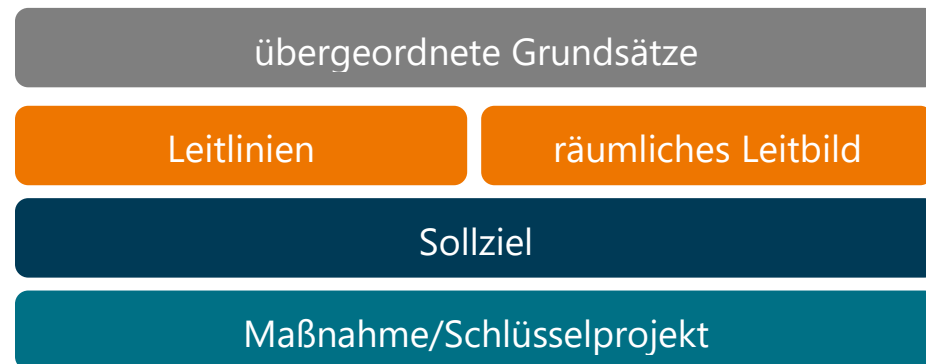 übergeordnete Grundsätze
Leitlinien
räumliches Leitbild
Sollziel
Maßnahme/Schlüsselprojekt